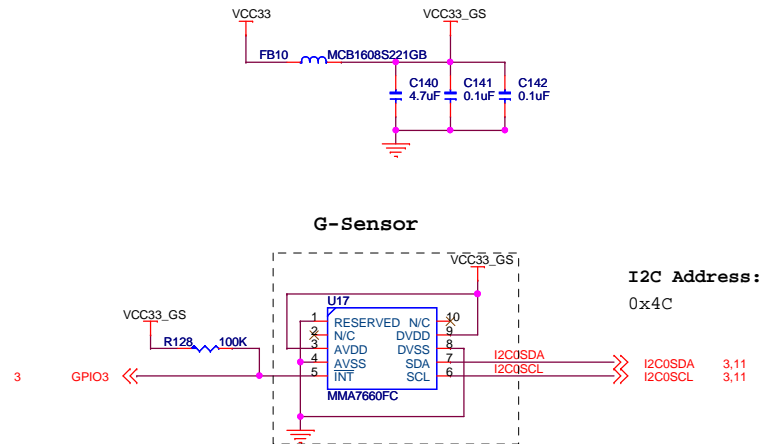 VCC33 VCC33_GS
FB10 MCB1608S221GB
C140 C141 C142
4.7uF 0.1uF 0.1uF
G-Sensor
VCC33_GS
I2C Address:
0x4C
U17
VCC33_GS
1 RESERVED N/C 10
2 N/C DVDD 9
R128 100K
3 AVDD DVSS 8
4 AVSS SDA 7 I2C0SDA I2C0SDA 3,11
3 GPIO3 5 INT SCL 6 I2C0SCL I2C0SCL 3,11
MMA7660FC